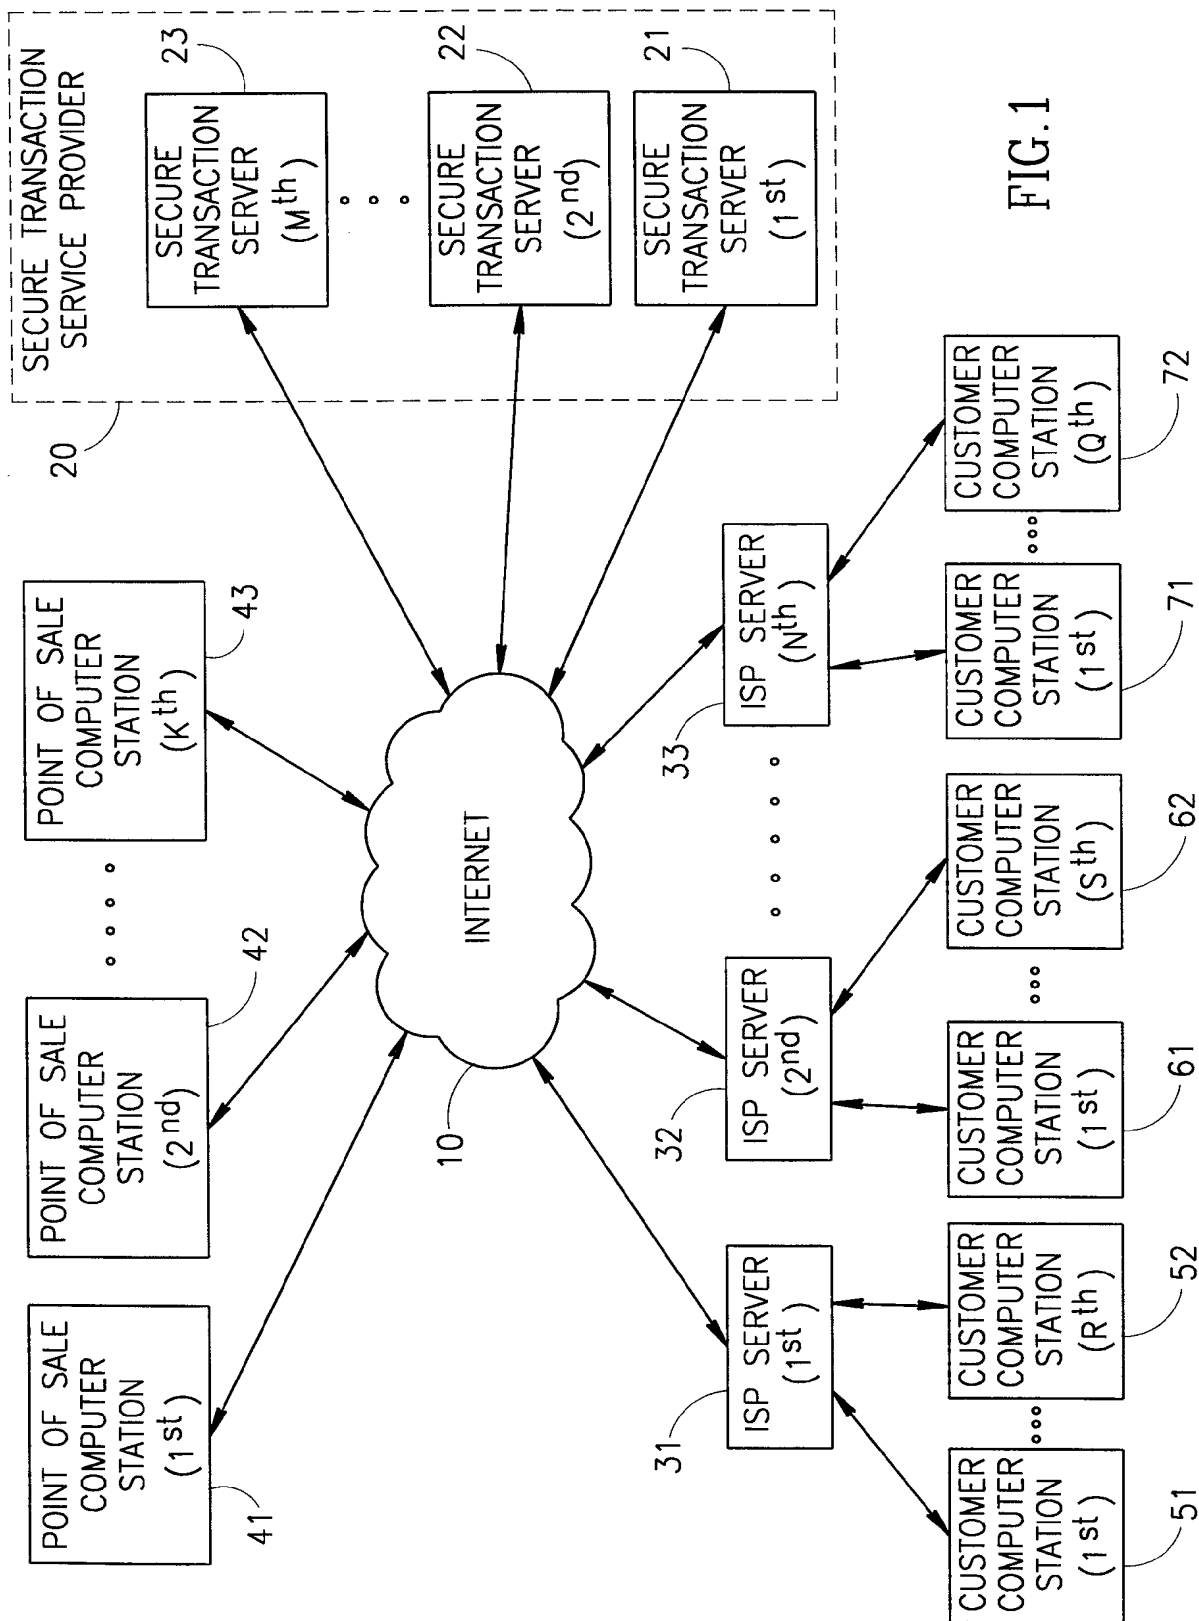 POINT OF SALE
COMPUTER
STATION
(1st)
41
POINT OF SALE
COMPUTER
STATION
(2nd)
42
POINT OF SALE
COMPUTER
STATION
(Kth)
43
SECURE TRANSACTION
SERVICE PROVIDER
20
SECURE
TRANSACTION
SERVER
(Mth)
23
SECURE
TRANSACTION
SERVER
(2nd)
22
SECURE
TRANSACTION
SERVER
(1st)
21
INTERNET
10
ISP SERVER
(1st)
31
ISP SERVER
(2nd)
32
ISP SERVER
(Nth)
33
CUSTOMER
COMPUTER
STATION
(1st)
51
CUSTOMER
COMPUTER
STATION
(Rth)
52
CUSTOMER
COMPUTER
STATION
(1st)
61
CUSTOMER
COMPUTER
STATION
(Sth)
62
CUSTOMER
COMPUTER
STATION
(1st)
71
CUSTOMER
COMPUTER
STATION
(Qth)
72
FIG.1